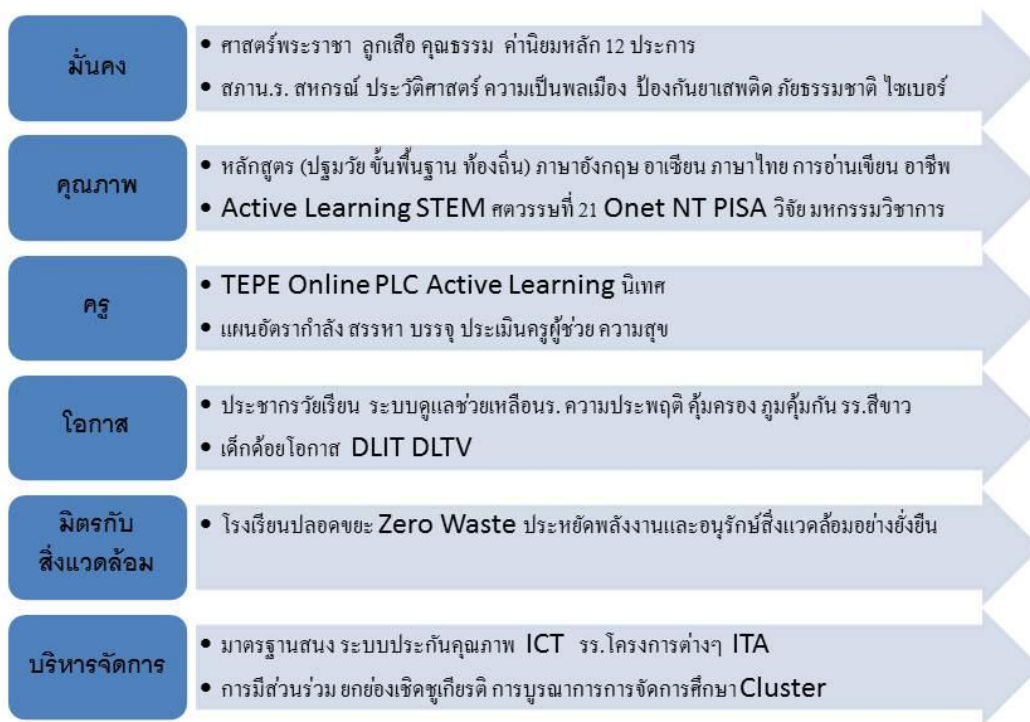 มั่นคง
• ศาสตร์พระราชา ลูกเสือ คุณธรรม ค่านิยมหลัก 12 ประการ
• สภาน.ร. สหกรณ์ ประวัติศาสตร์ ความเป็นพลเมือง ป้องกันยาเสพติด ภัยธรรมชาติ ไซเบอร์
คุณภาพ
• หลักสูตร (ปฐมวัย ขั้นพื้นฐาน ท้องถิ่น) ภาษาอังกฤษ อาเซียน ภาษาไทย การอ่านเขียน อาชีพ
• Active Learning STEM ศตวรรษที่ 21 Onet NT PISA วิจัย มหกรรมวิชาการ
ครู
• TEPE Online PLC Active Learning นิเทศ
• แผนอัตรากำลัง สรรหา บรรจุ ประเมินครูผู้ช่วย ความสุข
โอกาส
• ประชากรวัยเรียน ระบบดูแลช่วยเหลือนร. ความประพฤติ คุ้มครอง ภูมคุ้มกัน รร.สีขาว
• เด็กด้อยโอกาส DLIT DLTV
มิตรกับ
สิ่งแวดล้อม
• โรงเรียนปลอดขยะ Zero Waste ประหยัดพลังงานและอนุรักษ์สิ่งแวดล้อมอย่างยั่งยืน
บริหารจัดการ
• มาตรฐานสนง ระบบประกันคุณภาพ ICT รร.โครงการต่างๆ ITA
• การมีส่วนร่วม ยกย่องเชิดชูเกียรติ การบูรณาการการจัดการศึกษา Cluster